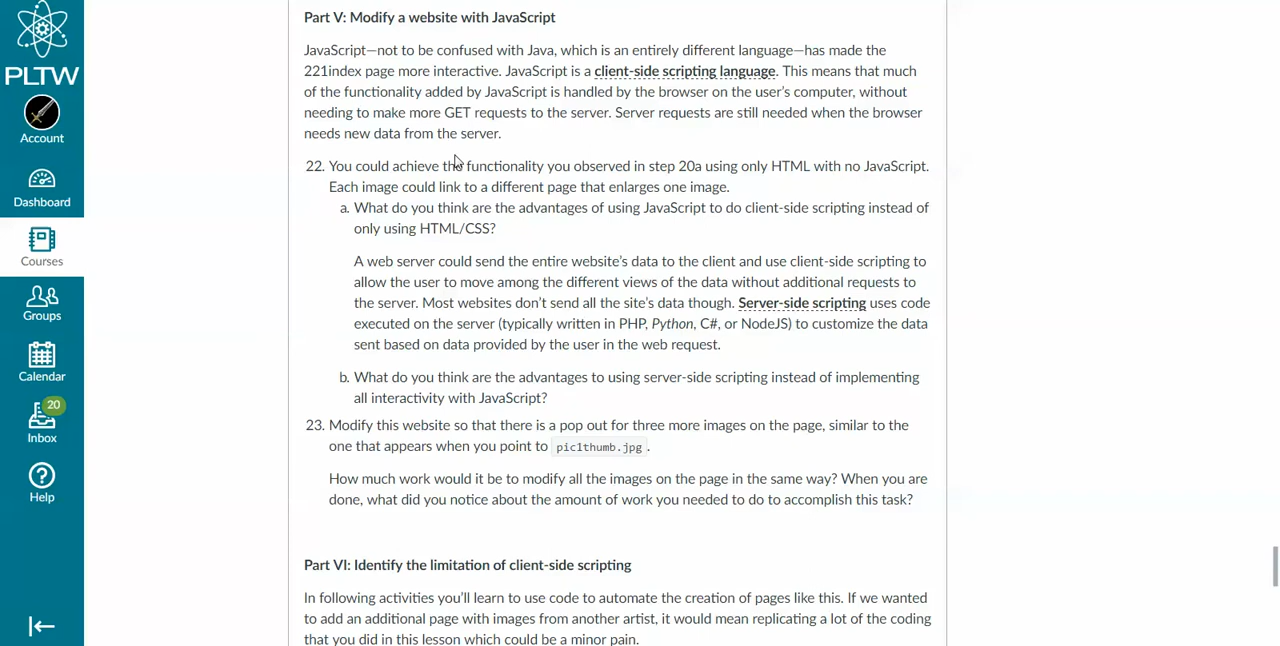 PLTW
Account
Dashboard
Courses
Groups
Calendar
20
Inbox
Help
Part V: Modify a website with JavaScript
JavaScript—not to be confused with Java, which is an entirely different language—has made the
221index page more interactive. JavaScript is a client-side scripting language. This means that much
of the functionality added by JavaScript is handled by the browser on the user's computer, without
needing to make more GET requests to the server. Server requests are still needed when the browser
needs new data from the server.
22. You could achieve the functionality you observed in step 20a using only HTML with no JavaScript.
Each image could link to a different page that enlarges one image.
a. What do you think are the advantages of using JavaScript to do client-side scripting instead of
only using HTML/CSS?
A web server could send the entire website's data to the client and use client-side scripting to
allow the user to move among the different views of the data without additional requests to
the server. Most websites don't send all the site's data though. Server-side scripting uses code
executed on the server (typically written in PHP, Python, C#, or NodeJS) to customize the data
sent based on data provided by the user in the web request.
b. What do you think are the advantages to using server-side scripting instead of implementing
all interactivity with JavaScript?
23. Modify this website so that there is a pop out for three more images on the page, similar to the
one that appears when you point to pic1thumb.jpg .
How much work would it be to modify all the images on the page in the same way? When you are
done, what did you notice about the amount of work you needed to do to accomplish this task?
Part VI: Identify the limitation of client-side scripting
In following activities you'll learn to use code to automate the creation of pages like this. If we wanted
to add an additional page with images from another artist, it would mean replicating a lot of the coding
that you did in this lesson which could be a minor pain.